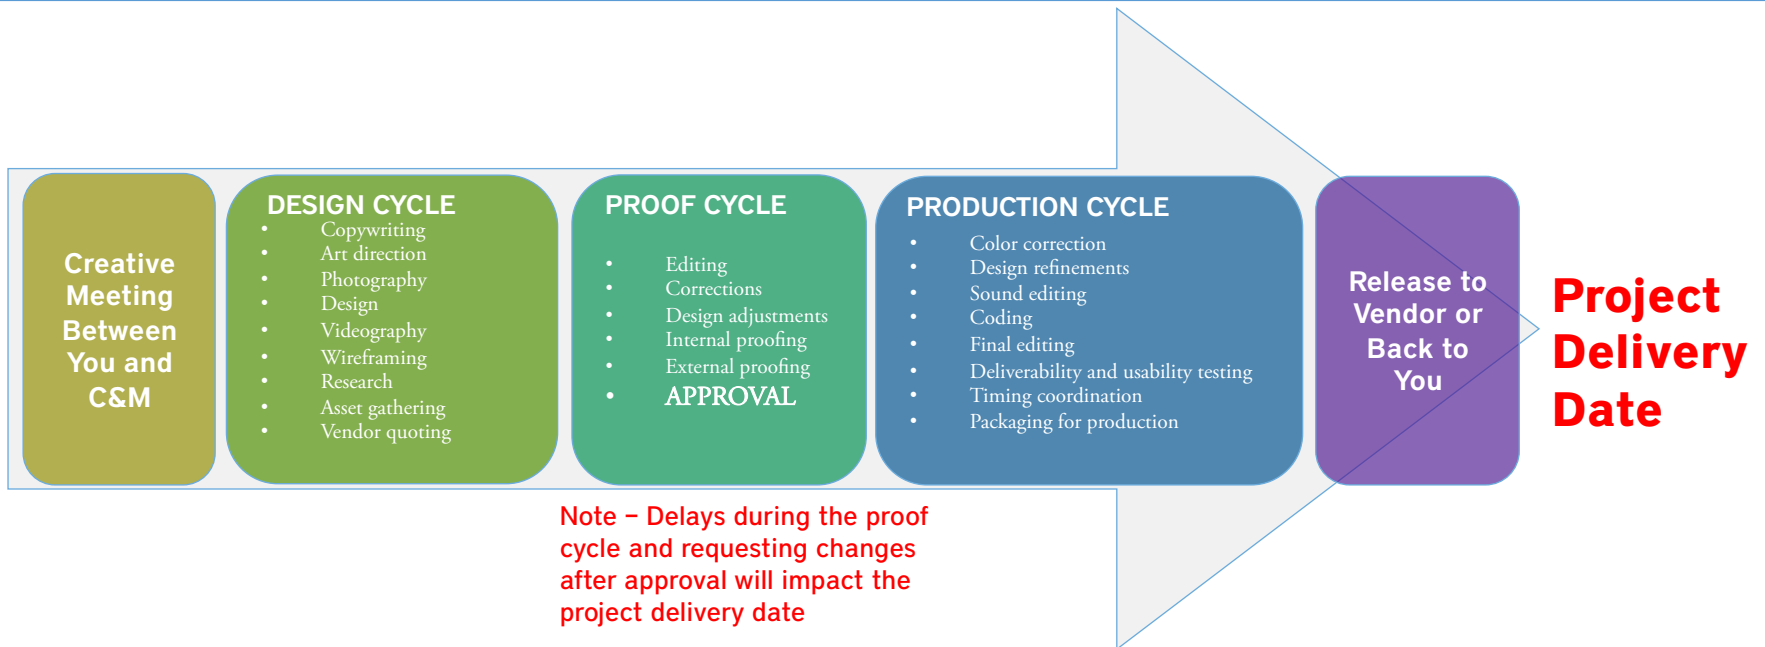 Creative
Meeting
Between
You and
C&M
DESIGN CYCLE
• Copywriting
• Art direction
• Photography
• Design
• Videography
• Wireframing
• Research
• Asset gathering
• Vendor quoting
PROOF CYCLE
• Editing
• Corrections
• Design adjustments
• Internal proofing
• External proofing
• APPROVAL
PRODUCTION CYCLE
• Color correction
• Design refinements
• Sound editing
• Coding
• Final editing
• Deliverability and usability testing
• Timing coordination
• Packaging for production
Release to
Vendor or
Back to
You
Project
Delivery
Date
Note – Delays during the proof
cycle and requesting changes
after approval will impact the
project delivery date